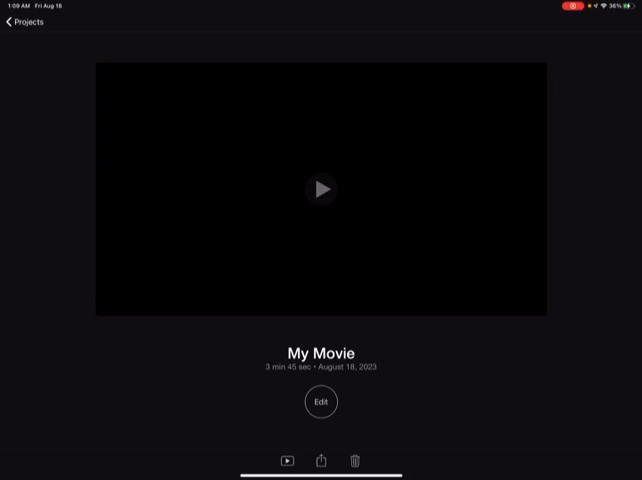 1:09 AM Fri Aug 18
36%
Projects
My Movie
3 min 45 sec • August 18, 2023
Edit